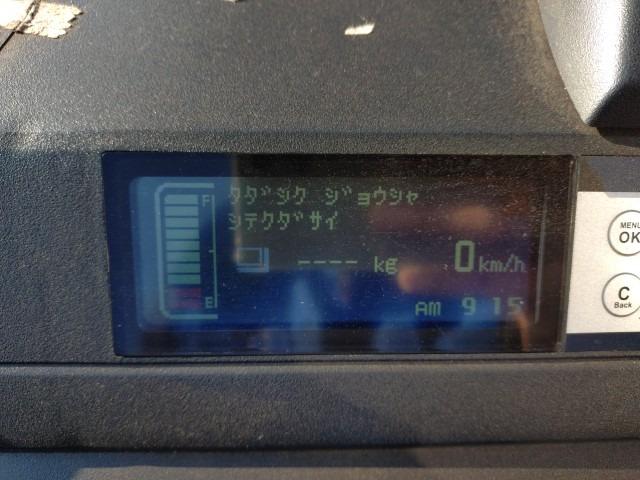 F
タダシク ジョウシャ
シテクダサイ
---- kg 0km/h
E
AM 9 15
MENU
OK
C
Back